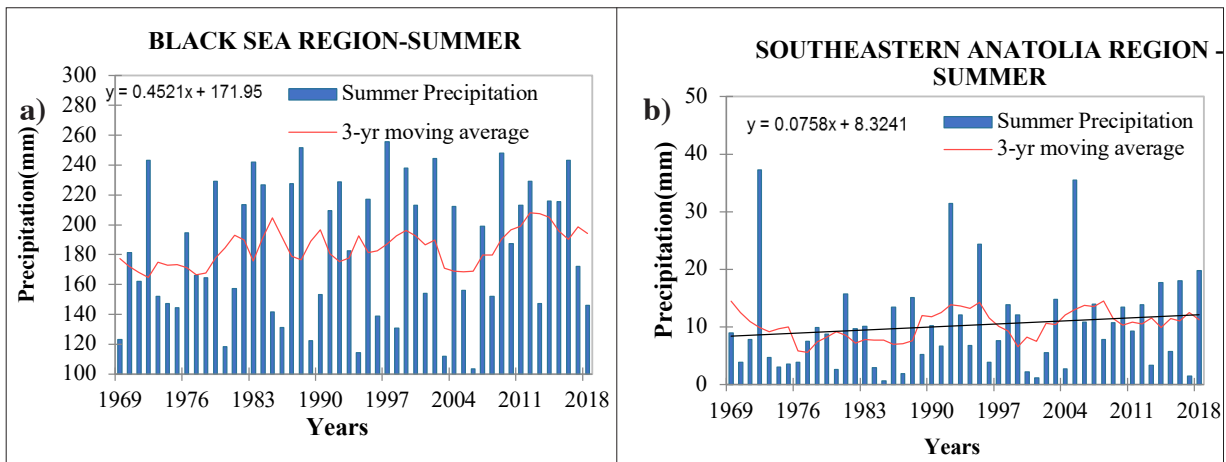 BLACK SEA REGION-SUMMER
a)
y = 0.4521x + 171.95
Summer Precipitation
3-yr moving average
Precipitation(mm)
300
280
260
240
220
200
180
160
140
120
100
1969
1976
1983
1990
1997
2004
2011
2018
Years
SOUTHEASTERN ANATOLIA REGION -
SUMMER
b)
y = 0.0758x + 8.3241
Summer Precipitation
3-yr moving average
Precipitation(mm)
50
40
30
20
10
0
1969
1976
1983
1990
1997
2004
2011
2018
Years